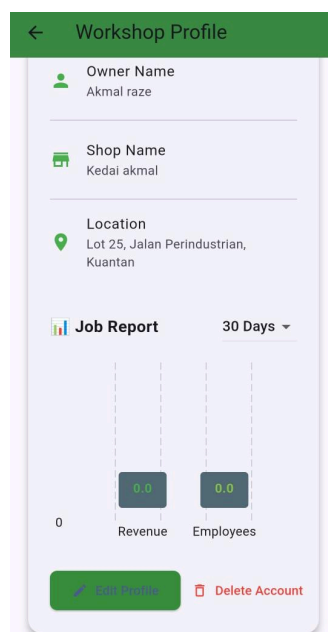 Workshop Profile
Owner Name
Akmal raze
Shop Name
Kedai akmal
Location
Lot 25, Jalan Perindustrian,
Kuantan
Job Report
30 Days
0.0
0.0
0
Revenue
Employees
Edit Profile
Delete Account